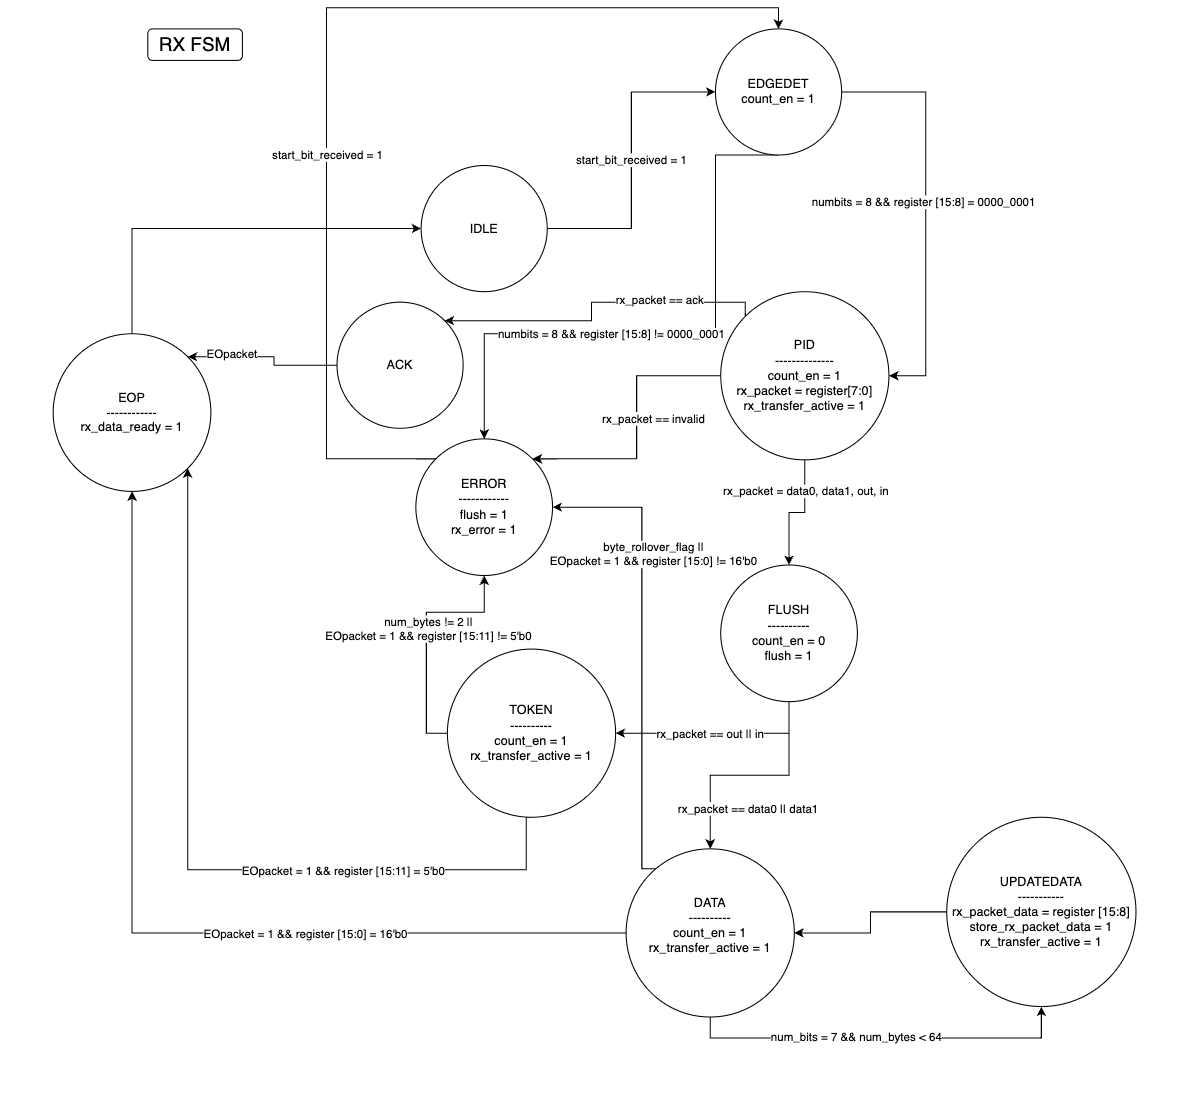 RX FSM
EDGEDET
count_en = 1
start_bit_received = 1
start_bit_received = 1
numbits = 8 && register [15:8] = 0000_0001
IDLE
rx_packet == ack
numbits = 8 && register [15:8] != 0000_0001
EOpacket
ACK
PID
--------------
count_en = 1
rx_packet = register[7:0]
rx_transfer_active = 1
EOP
------------
rx_data_ready = 1
rx_packet == invalid
ERROR
------------
flush = 1
rx_error = 1
rx_packet = data0, data1, out, in
byte_rollover_flag ||
EOpacket = 1 && register [15:0] != 16'b0
FLUSH
----------
count_en = 0
flush = 1
num_bytes != 2 ||
EOpacket = 1 && register [15:11] != 5'b0
TOKEN
----------
count_en = 1
rx_transfer_active = 1
rx_packet == out || in
rx_packet == data0 || data1
EOpacket = 1 && register [15:11] = 5'b0
EOpacket = 1 && register [15:0] = 16'b0
DATA
----------
count_en = 1
rx_transfer_active = 1
UPDATEDATA
-----------
rx_packet_data = register [15:8]
store_rx_packet_data = 1
rx_transfer_active = 1
num_bits = 7 && num_bytes < 64